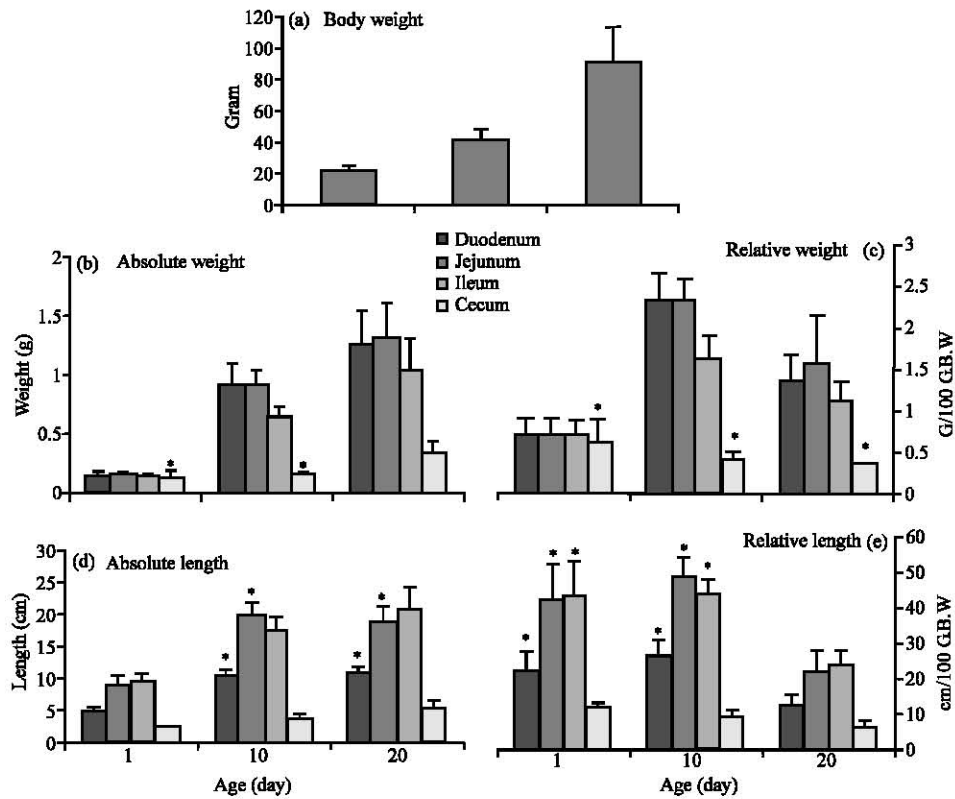 (a) Body weight
120
100
80
60
40
20
0
Gram
Duodenum
Jejunum
Ileum
Cecum
(b) Absolute weight
2
1.5
1
0.5
0
Weight (g)
* *
Relative weight (c)
3
2.5
2
1.5
1
0.5
0
G/100 GB.W
* * *
(d) Absolute length
30
25
20
15
10
5
0
Length (cm)
* * * *
1 10 20
Age (day)
Relative length (e)
60
50
40
30
20
10
0
cm/100 GB.W
* * * * * *
1 10 20
Age (day)